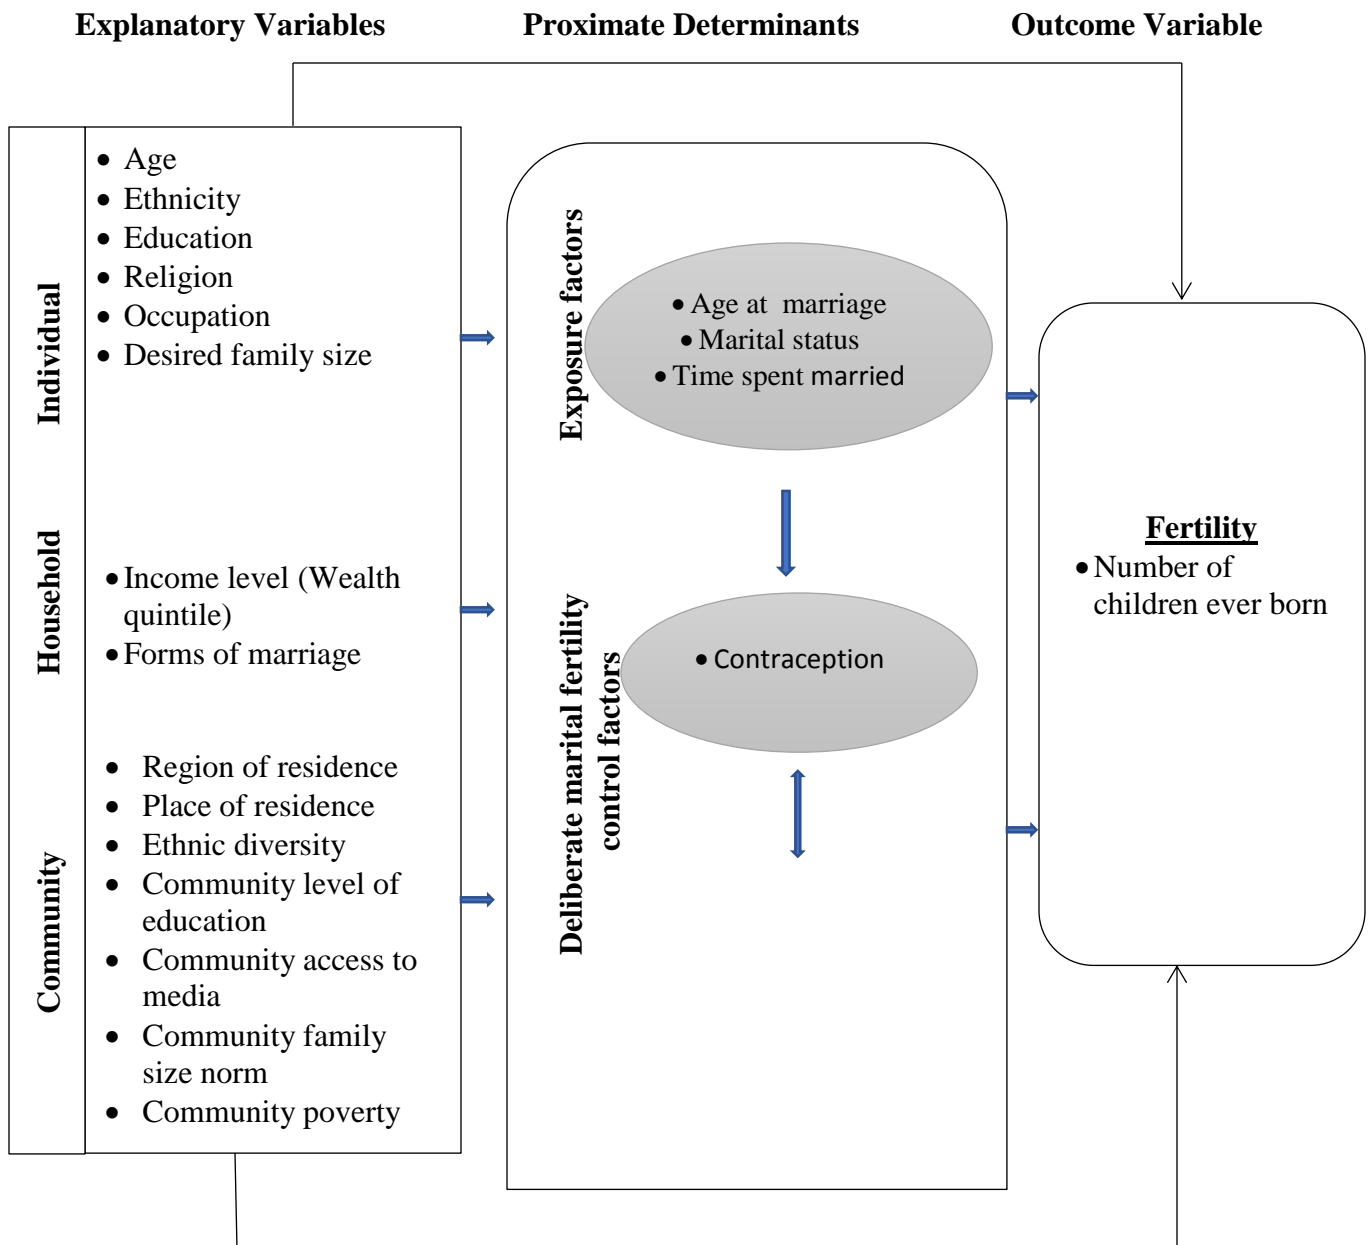 Explanatory Variables
Proximate Determinants
Outcome Variable
Individual
• Age
• Ethnicity
• Education
• Religion
• Occupation
• Desired family size
Household
• Income level (Wealth
quintile)
• Forms of marriage
Community
• Region of residence
• Place of residence
• Ethnic diversity
• Community level of
education
• Community access to
media
• Community family
size norm
• Community poverty
Exposure factors
• Age at marriage
• Marital status
• Time spent married
Deliberate marital fertility
control factors
• Contraception
Fertility
• Number of
children ever born